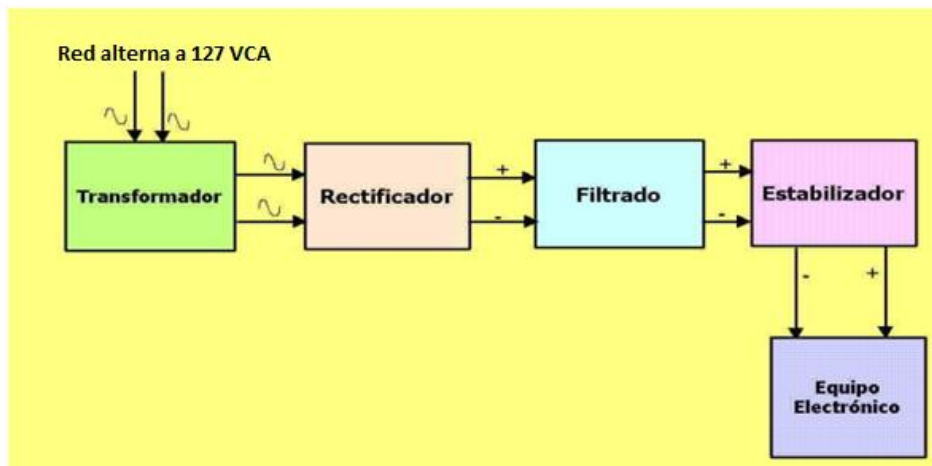 Red alterna a 127 VCA
Transformador
Rectificador
+
-
Filtrado
+
-
Estabilizador
-
+
Equipo
Electrónico